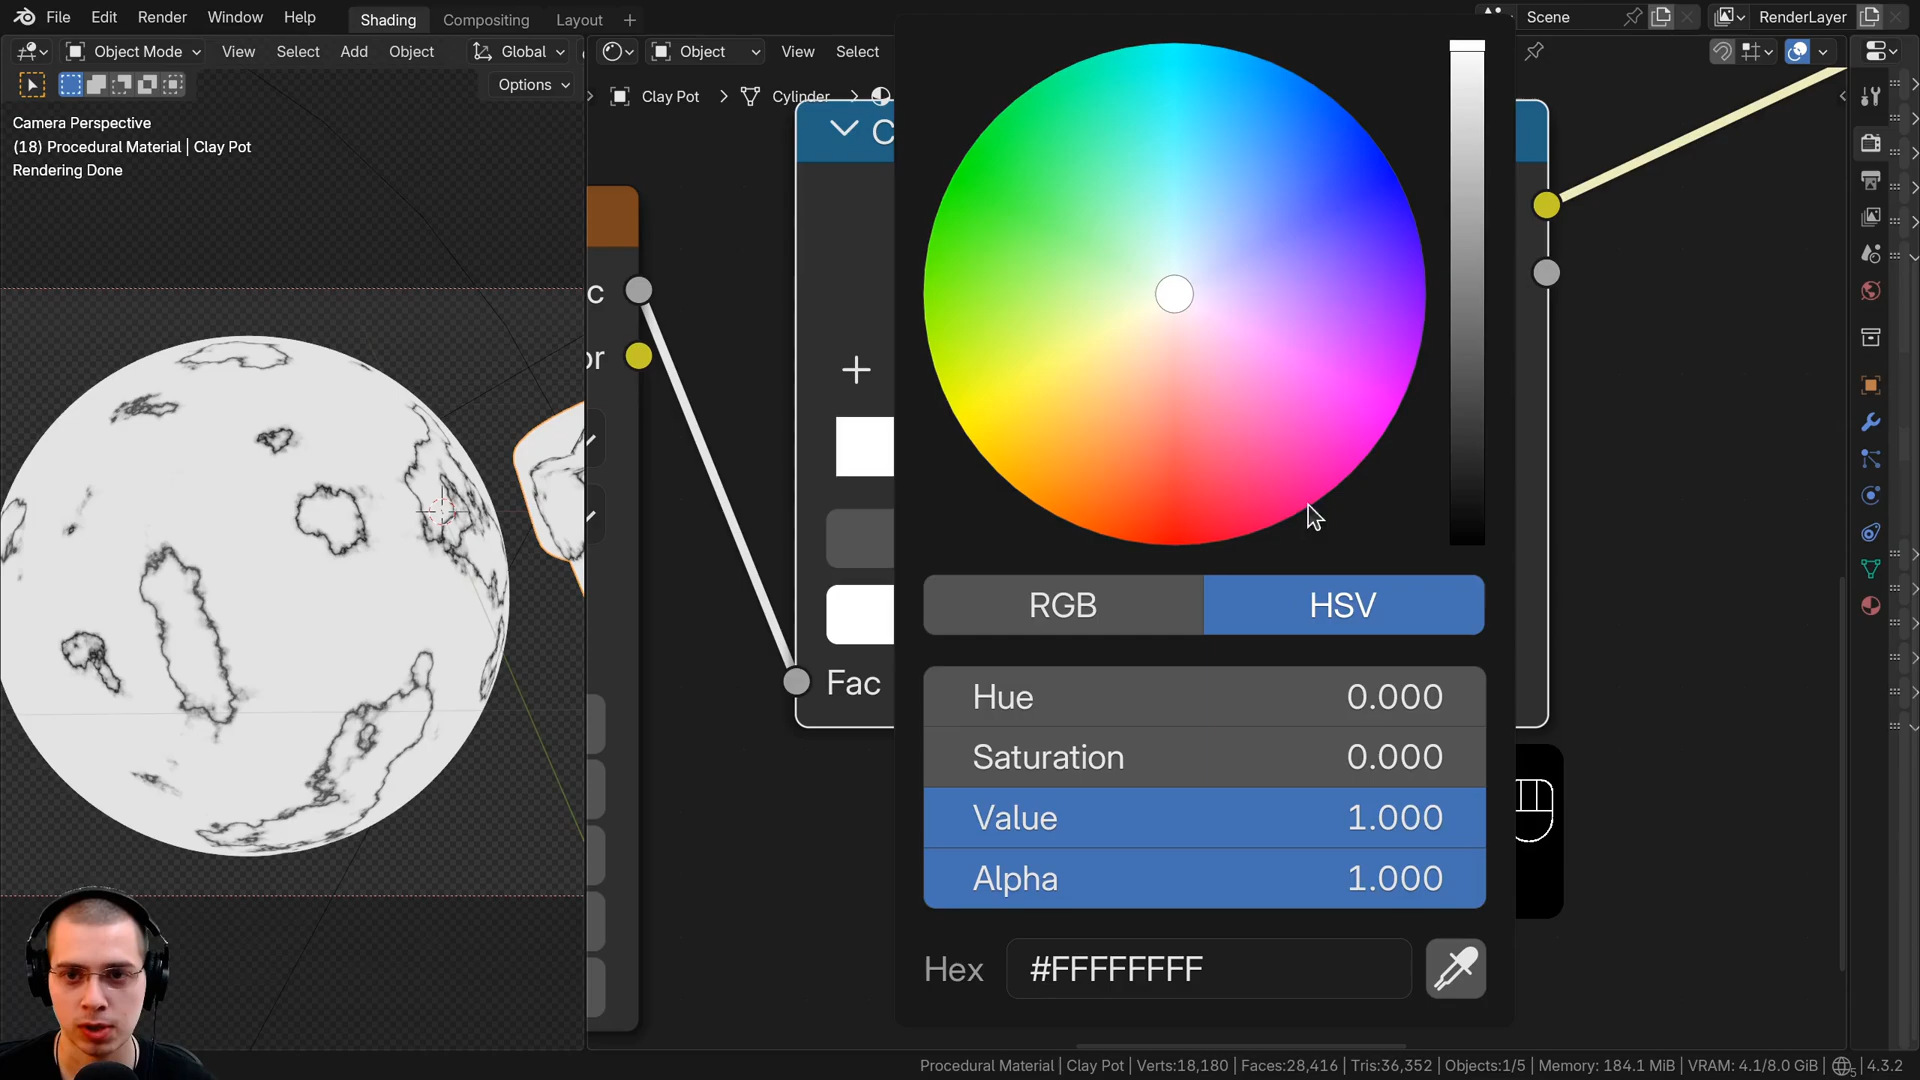 File Edit Render Window Help Shading Compositing Layout + Scene RenderLayer
Object Mode View Select Add Object Global Object View Select
Options
Clay Pot > Cylinder >
Camera Perspective
(18) Procedural Material | Clay Pot
Rendering Done
C
c
or
Fac
RGB HSV
Hue 0.000
Saturation 0.000
Value 1.000
Alpha 1.000
Hex #FFFFFFFF
Procedural Material | Clay Pot | Verts:18,180 | Faces:28,416 | Tris:36,352 | Objects:1/5 | Memory: 184.1 MiB | VRAM: 4.1/8.0 GiB | 5 | 4.3.2